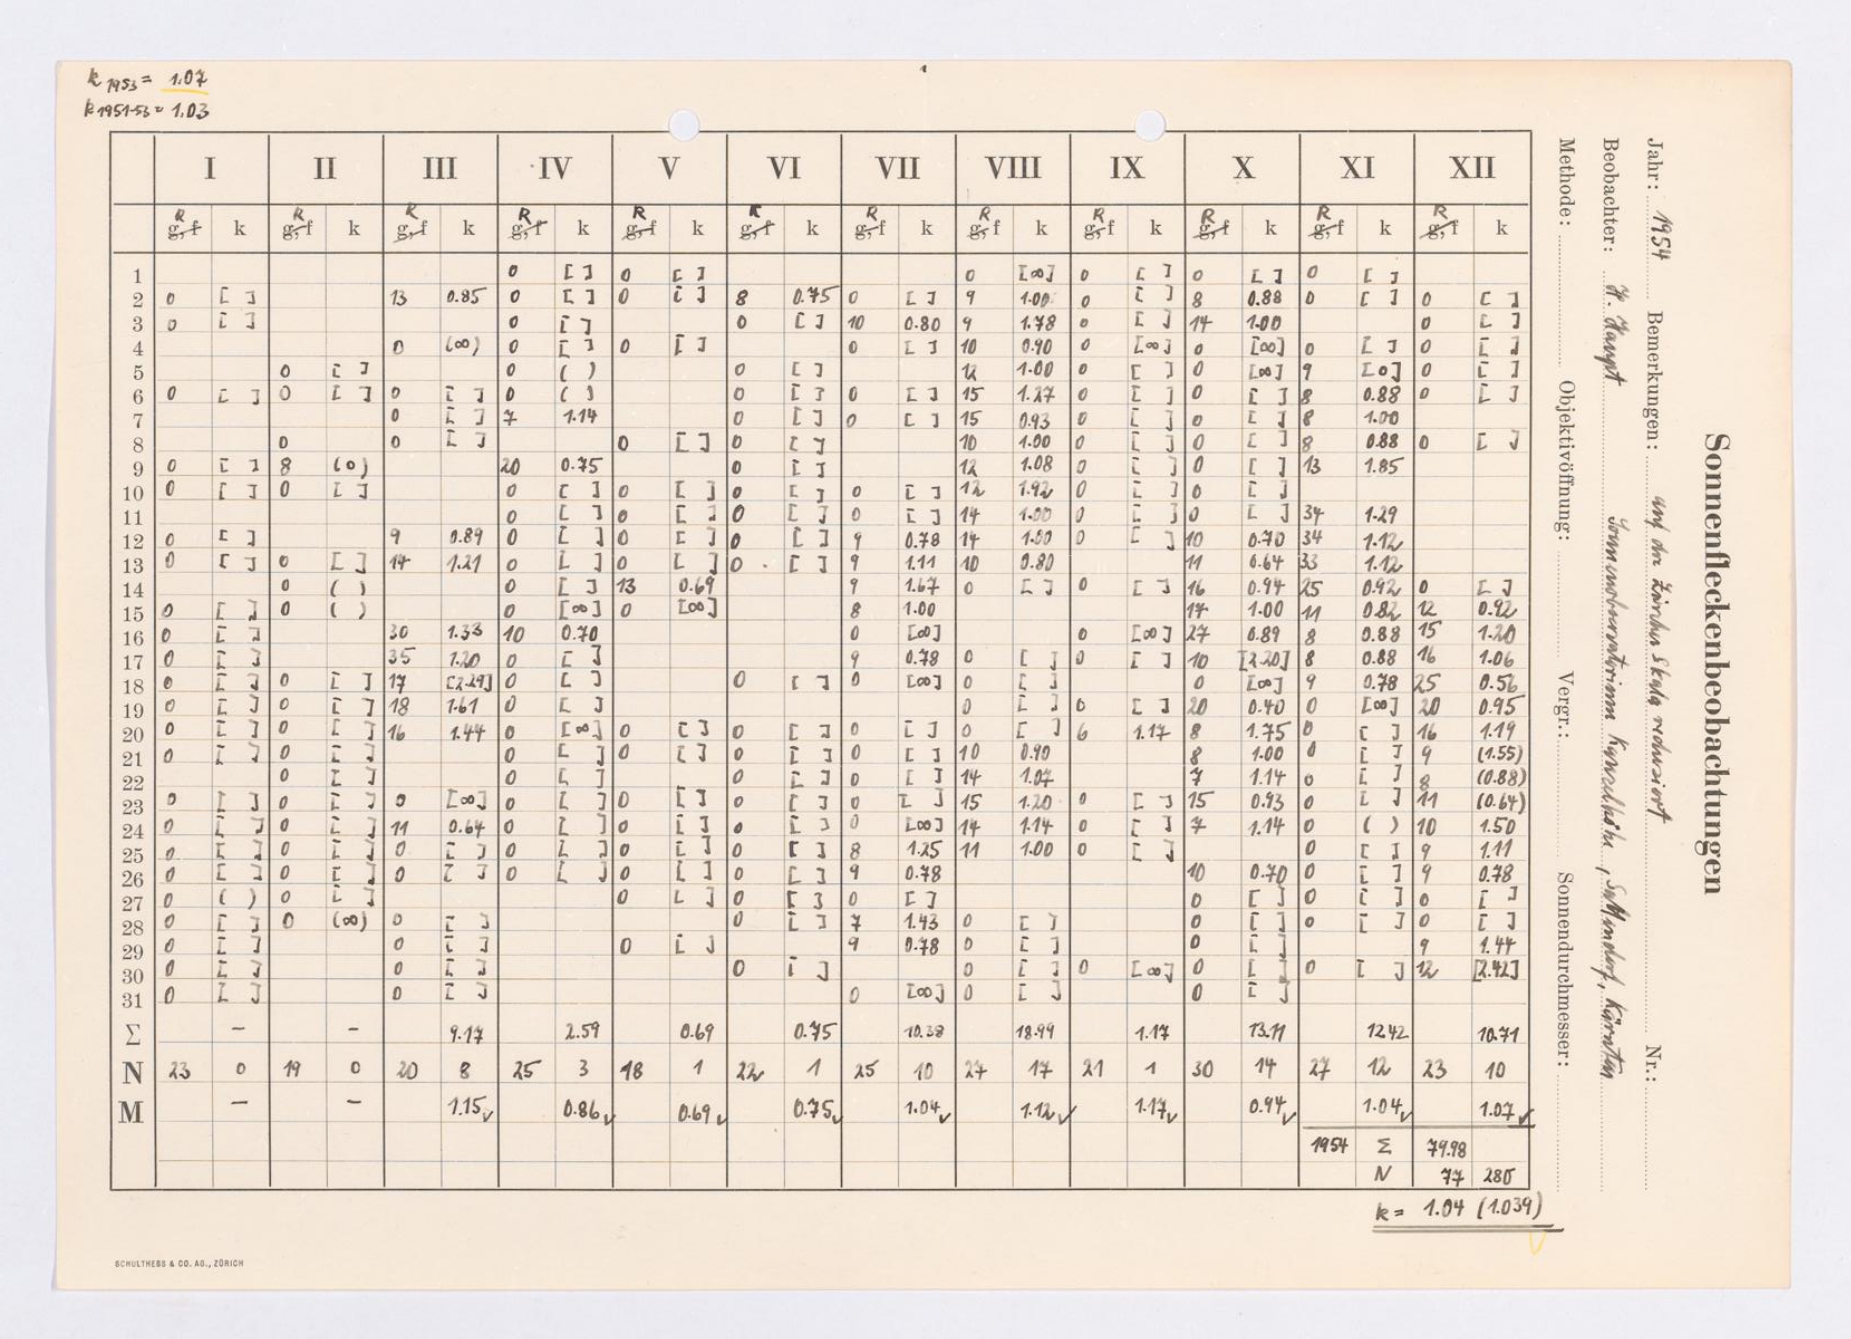 k 1953 = 1.07
k 1951-53 = 1.03
I II III IV V VI VII VIII IX X XI XII
R g,f k R g,f k R g,f k R g,f k R g,f k R g,f k R g,f k R g,f k R g,f k R g,f k R g,f k R g,f k
1 0 [ ] 0 [ ] 0 [∞] 0 [ ] 0 [ ] 0 [ ]
2 0 [ ] 13 0.85 0 [ ] 0 [ ] 8 0.75 0 [ ] 9 1.00 0 [ ] 8 0.88 0 [ ] 0 [ ]
3 0 [ ] 0 [ ] 0 [ ] 10 0.80 9 1.78 0 [ ] 14 1.00 0 [ ]
4 0 (∞) 0 [ ] 0 [ ] 0 [ ] 10 0.90 0 [∞] 0 [∞] 0 [ ] 0 [ ]
5 0 [ ] 0 ( ) 0 [ ] 12 1.00 0 [ ] 0 [∞] 9 [0] 0 [ ]
6 0 [ ] 0 [ ] 0 [ ] 0 ( ) 0 [ ] 0 [ ] 15 1.27 0 [ ] 0 [ ] 8 0.88 0 [ ]
7 0 [ ] 7 1.14 0 [ ] 0 [ ] 15 0.93 0 [ ] 0 [ ] 8 1.00
8 0 0 [ ] 0 [ ] 0 [ ] 10 1.00 0 [ ] 0 [ ] 8 0.88 0 [ ]
9 0 [ ] 8 (0) 20 0.75 0 [ ] 12 1.08 0 [ ] 0 [ ] 13 1.85
10 0 [ ] 0 [ ] 0 [ ] 0 [ ] 0 [ ] 0 [ ] 12 1.92 0 [ ] 0 [ ]
11 0 [ ] 0 [ ] 0 [ ] 0 [ ] 14 1.00 0 [ ] 0 [ ] 34 1.29
12 0 [ ] 9 0.89 0 [ ] 0 [ ] 0 [ ] 9 0.78 14 1.00 0 [ ] 10 0.70 34 1.12
13 0 [ ] 0 [ ] 14 1.21 0 [ ] 0 [ ] 0 [ ] 9 1.11 10 0.80 11 0.64 33 1.12
14 0 ( ) 0 [ ] 13 0.69 9 1.67 0 [ ] 0 [ ] 16 0.94 25 0.92 0 [ ]
15 0 [ ] 0 ( ) 0 [∞] 0 [∞] 8 1.00 17 1.00 11 0.82 12 0.92
16 0 [ ] 30 1.33 10 0.70 0 [∞] 0 [∞] 27 0.89 8 0.88 15 1.20
17 0 [ ] 35 1.20 0 [ ] 9 0.78 0 [ ] 0 [ ] 10 [2.20] 8 0.88 16 1.06
18 0 [ ] 0 [ ] 17 [2.29] 0 [ ] 0 [ ] 0 [∞] 0 [ ] 0 [∞] 9 0.78 25 0.56
19 0 [ ] 0 [ ] 18 1.61 0 [ ] 0 [ ] 0 [ ] 20 0.40 0 [∞] 20 0.95
20 0 [ ] 0 [ ] 16 1.44 0 [∞] 0 [ ] 0 [ ] 0 [ ] 0 [ ] 6 1.17 8 1.75 0 [ ] 16 1.19
21 0 [ ] 0 [ ] 0 [ ] 0 [ ] 0 [ ] 0 [ ] 10 0.90 8 1.00 0 [ ] 9 (1.55)
22 0 [ ] 0 [ ] 0 [ ] 0 [ ] 14 1.07 7 1.14 0 [ ] 8 (0.88)
23 0 [ ] 0 [ ] 0 [∞] 0 [ ] 0 [ ] 0 [ ] 0 [ ] 15 1.20 0 [ ] 15 0.93 0 [ ] 11 (0.64)
24 0 [ ] 0 [ ] 11 0.64 0 [ ] 0 [ ] 0 [ ] 0 [∞] 14 1.14 0 [ ] 7 1.14 0 ( ) 10 1.50
25 0 [ ] 0 [ ] 0 [ ] 0 [ ] 0 [ ] 0 [ ] 8 1.25 11 1.00 0 [ ] 0 [ ] 9 1.11
26 0 [ ] 0 [ ] 0 [ ] 0 [ ] 0 [ ] 0 [ ] 9 0.78 10 0.70 0 [ ] 9 0.78
27 0 ( ) 0 [ ] 0 [ ] 0 [ ] 0 [ ] 0 [ ] 0 [ ] 0 [ ]
28 0 [ ] 0 (∞) 0 [ ] 0 [ ] 7 1.43 0 [ ] 0 [ ] 0 [ ] 0 [ ]
29 0 [ ] 0 [ ] 0 [ ] 9 0.78 0 [ ] 0 [ ] 9 1.44
30 0 [ ] 0 [ ] 0 [ ] 0 [ ] 0 [∞] 0 [ ] 0 [ ] 12 [2.42]
31 0 [ ] 0 [ ] 0 [∞] 0 [ ] 0 [ ]
Σ – – 9.17 2.59 0.69 0.75 10.38 18.99 1.17 13.11 12.42 10.71
N 23 0 19 0 20 8 25 3 18 1 22 1 25 10 27 17 21 1 30 14 27 12 23 10
M – – 1.15 0.86 0.69 0.75 1.04 1.12 1.17 0.94 1.04 1.07
1954 Σ 79.98
N 77 280
k = 1.04 (1.039)
SCHULTHESS & CO. AG., ZÜRICH
Sonnenfleckenbeobachtungen
Jahr: 1954 Bemerkungen: auf die Zürcher Skala reduziert Nr.:
Beobachter: H. Haupt Sonnenobservatorium Kanzelhöhe, Sattendorf, Kärnten
Methode: Objektivöffnung: Vergr.: Sonnendurchmesser: